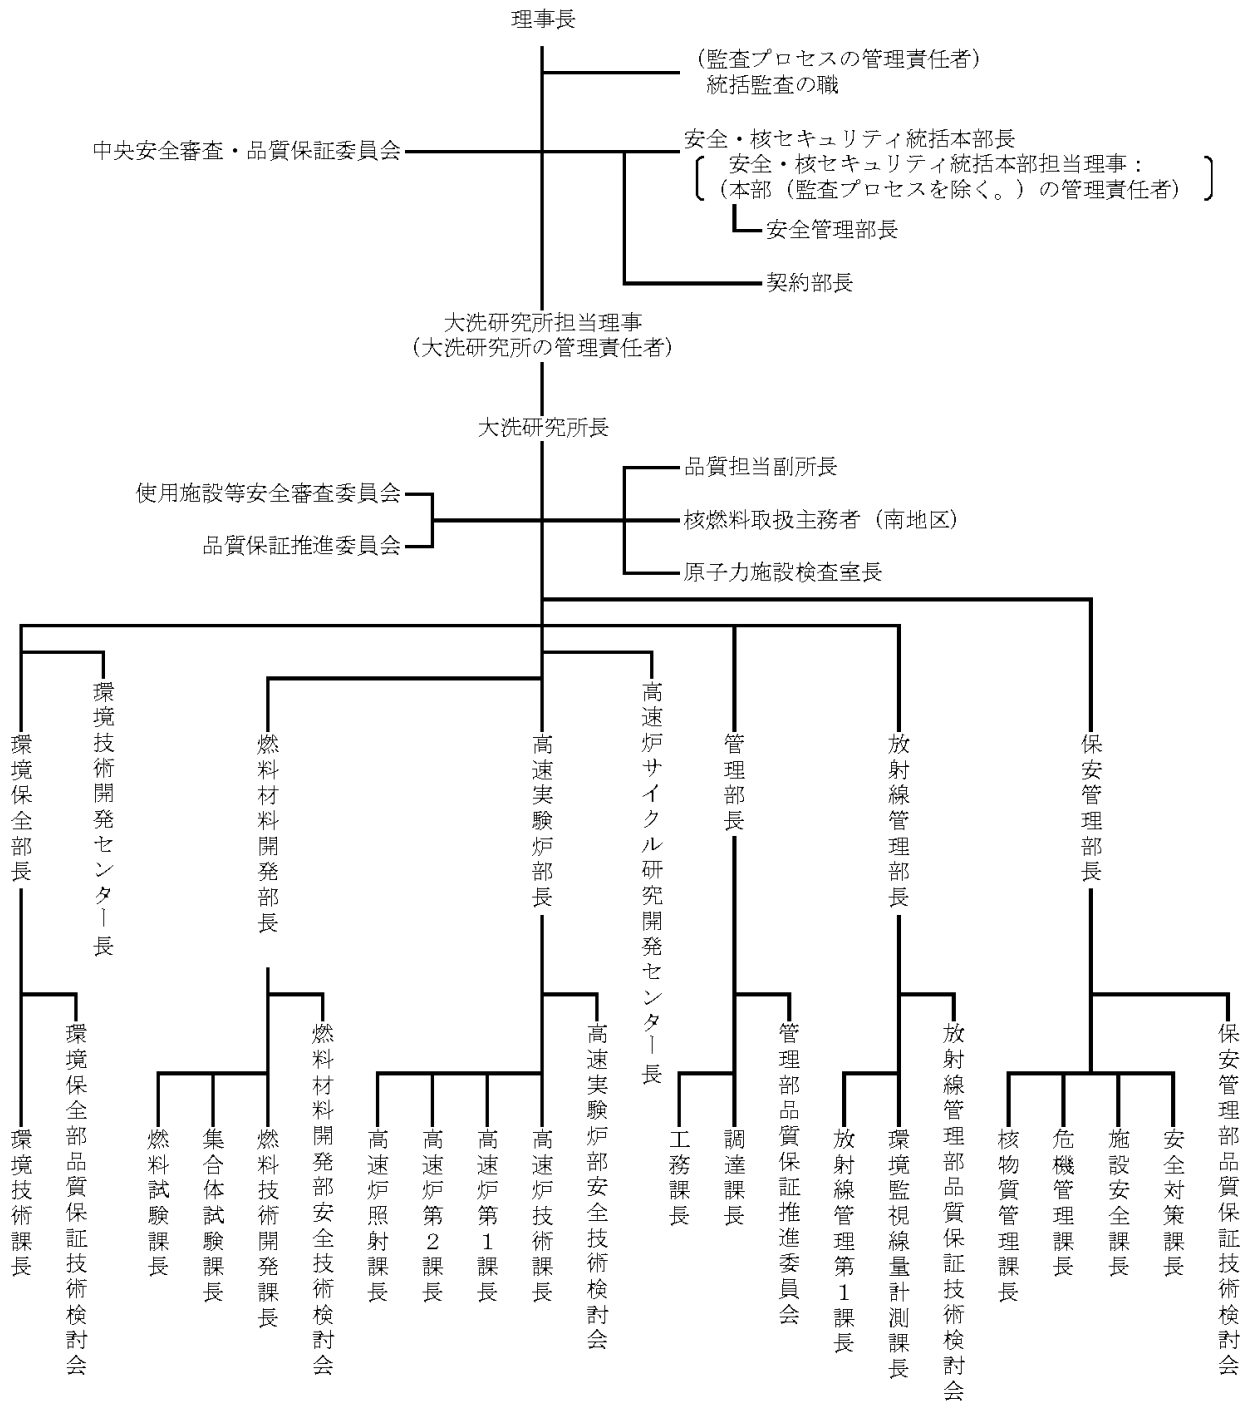 理事長
（監査プロセスの管理責任者）
統括監査の職
中央安全審査・品質保証委員会
安全・核セキュリティ統括本部長
安全・核セキュリティ統括本部担当理事：
（本部（監査プロセスを除く。）の管理責任者）
安全管理部長
契約部長
大洗研究所担当理事
（大洗研究所の管理責任者）
大洗研究所長
品質担当副所長
使用施設等安全審査委員会
核燃料取扱主務者（南地区）
品質保証推進委員会
原子力施設検査室長
環境保全部長
環境技術開発センター長
燃料材料開発部長
高速実験炉部長
高速炉サイクル研究開発センター長
管理部長
放射線管理部長
保安管理部長
環境技術課長
環境保全部品質保証技術検討会
燃料試験課長
集合体試験課長
燃料技術開発課長
燃料材料開発部安全技術検討会
高速炉照射課長
高速炉第２課長
高速炉第１課長
高速炉技術課長
高速実験炉部安全技術検討会
工務課長
調達課長
管理部品質保証推進委員会
放射線管理第１課長
環境監視線量計測課長
放射線管理部品質保証技術検討会
核物質管理課長
危機管理課長
施設安全課長
安全対策課長
保安管理部品質保証技術検討会